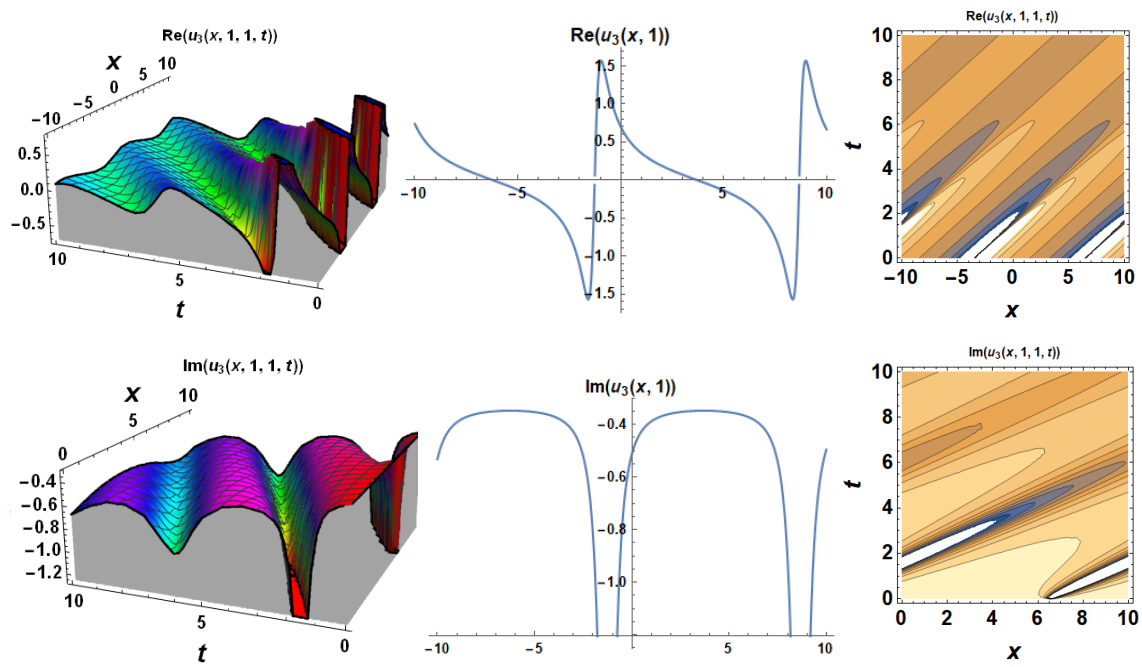 Re(u₃(x, 1, 1, t))
x
-10 -5 0 5 10
0.5
0.0
-0.5
10 5 0
t
Re(u₃(x, 1))
1.5
1.0
0.5
-10 -5 5 10
-0.5
-1.0
-1.5
Re(u₃(x, 1, 1, t))
10
8
6
t
4
2
0
-10 -5 0 5 10
x
Im(u₃(x, 1, 1, t))
x
0 5 10
-0.4
-0.6
-0.8
-1.0
-1.2
10 5 0
t
Im(u₃(x, 1))
-0.4
-0.6
-0.8
-1.0
-10 -5 5 10
Im(u₃(x, 1, 1, t))
10
8
6
t
4
2
0
0 2 4 6 8 10
x